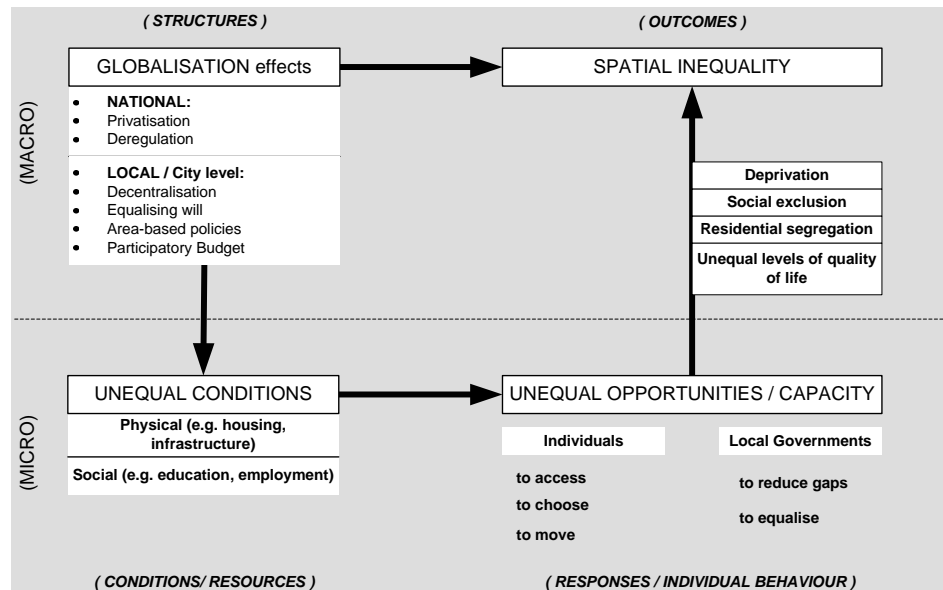 ( STRUCTURES )
( OUTCOMES )
(MACRO)
GLOBALISATION effects
• NATIONAL:
• Privatisation
• Deregulation
• LOCAL / City level:
• Decentralisation
• Equalising will
• Area-based policies
• Participatory Budget
SPATIAL INEQUALITY
Deprivation
Social exclusion
Residential segregation
Unequal levels of quality
of life
(MICRO)
UNEQUAL CONDITIONS
Physical (e.g. housing,
infrastructure)
Social (e.g. education, employment)
UNEQUAL OPPORTUNITIES / CAPACITY
Individuals
to access
to choose
to move
Local Governments
to reduce gaps
to equalise
( CONDITIONS/ RESOURCES )
( RESPONSES / INDIVIDUAL BEHAVIOUR )